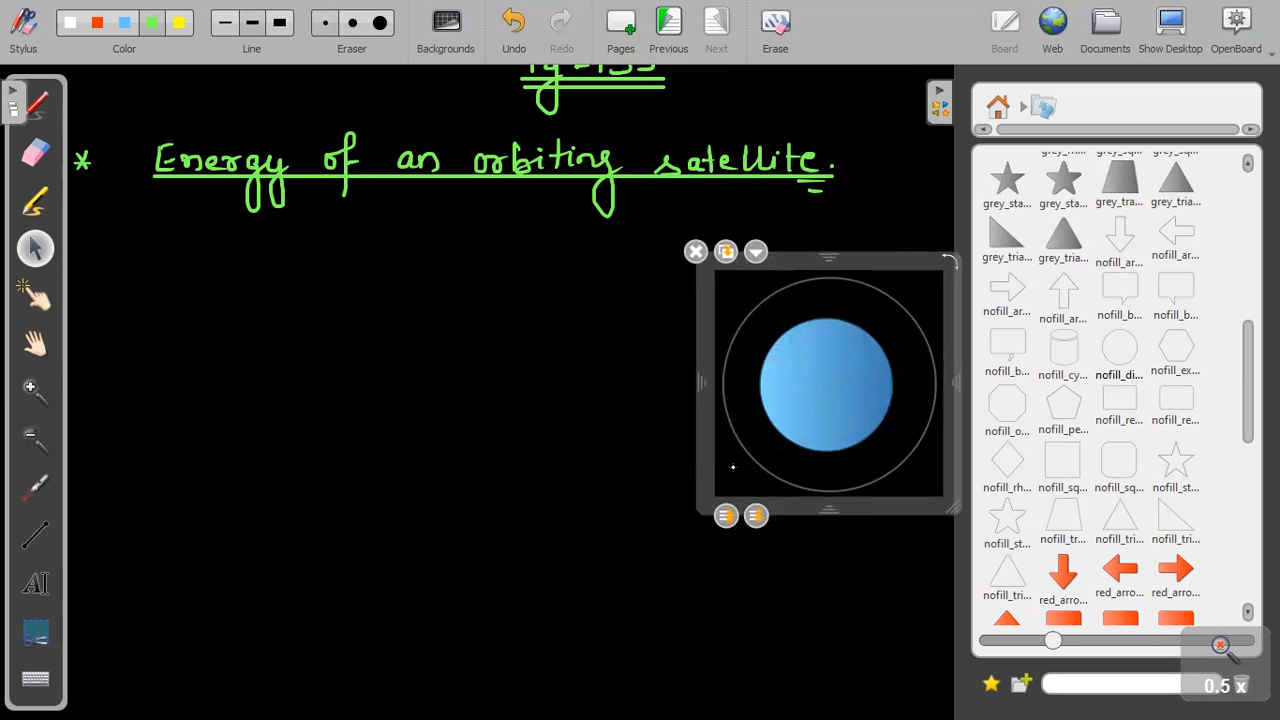 Stylus
Color
Line
Eraser
Backgrounds
Undo
Redo
Pages
Previous
Next
Erase
Board
Web
Documents
Show Desktop
OpenBoard
* Energy of an orbiting satellite.
grey_sta...
grey_sta...
grey_tra...
grey_tria...
grey_tria...
grey_tria...
nofill_ar...
nofill_ar...
nofill_ar...
nofill_ar...
nofill_b...
nofill_b...
nofill_b...
nofill_cy...
nofill_di...
nofill_ex...
nofill_o...
nofill_pe...
nofill_re...
nofill_re...
nofill_rh...
nofill_sq...
nofill_sq...
nofill_st...
nofill_st...
nofill_tr...
nofill_tri...
nofill_tri...
nofill_tri...
red_arro...
red_arro...
red_arro...
AI
0.5 x